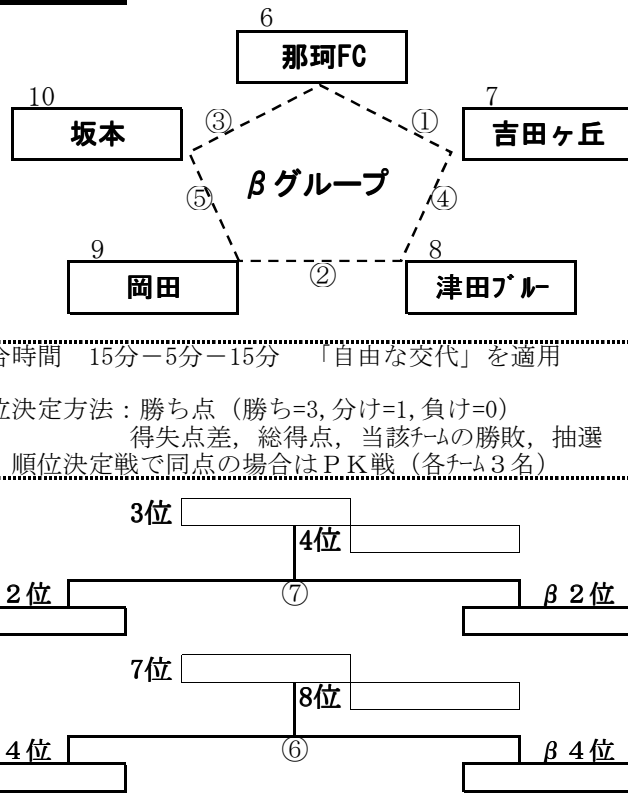 6
那珂FC
10
7
坂本
③
①
吉田ヶ丘
βグループ
⑤
④
9
8
②
岡田
津田ﾌﾞﾙｰ
合時間　15分－5分－15分　「自由な交代」を適用
位決定方法：勝ち点（勝ち=3,分け=1,負け=0）
得失点差，総得点，当該ﾁｰﾑの勝敗，抽選
順位決定戦で同点の場合はＰＫ戦（各ﾁｰﾑ３名）
3位
4位
２位
⑦
β２位
7位
8位
４位
⑥
β４位